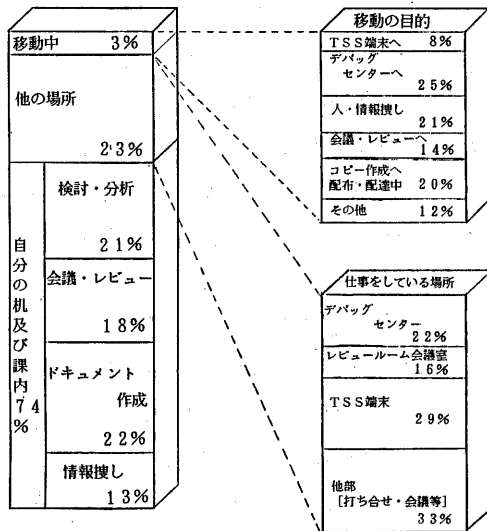 移動中 3%
他の場所
23%
自分の机及び課内
74
%
検討・分析
21%
会議・レビュー
18%
ドキュメント
作成
22%
情報捜し
13%
移動の目的
TSS端末へ 8%
デバッグ
センターへ
25%
人・情報捜し
21%
会議・レビューへ
14%
コピー作成へ
配布・配達中 20%
その他 12%
仕事をしている場所
デバッグ
センター
22%
レビュールーム会議室
16%
TSS端末
29%
他部
[打ち合せ・会議等]
33%